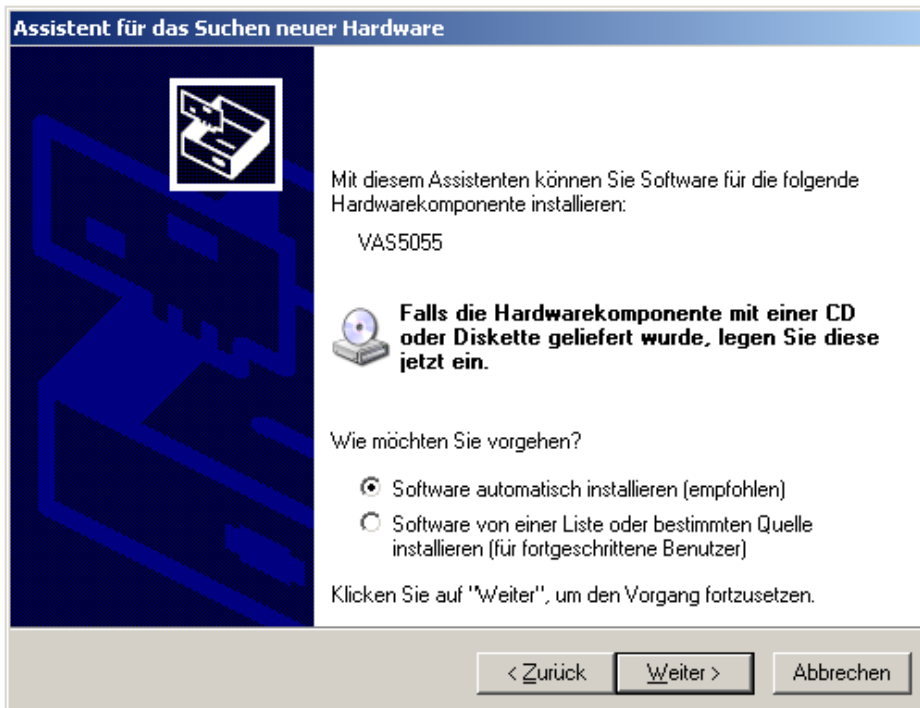 Assistent für das Suchen neuer Hardware
Mit diesem Assistenten können Sie Software für die folgende
Hardwarekomponente installieren:
VAS5055
Falls die Hardwarekomponente mit einer CD
oder Diskette geliefert wurde, legen Sie diese
jetzt ein.
Wie möchten Sie vorgehen?
Software automatisch installieren (empfohlen)
Software von einer Liste oder bestimmten Quelle
installieren (für fortgeschrittene Benutzer)
Klicken Sie auf "Weiter", um den Vorgang fortzusetzen.
< Zurück Weiter > Abbrechen